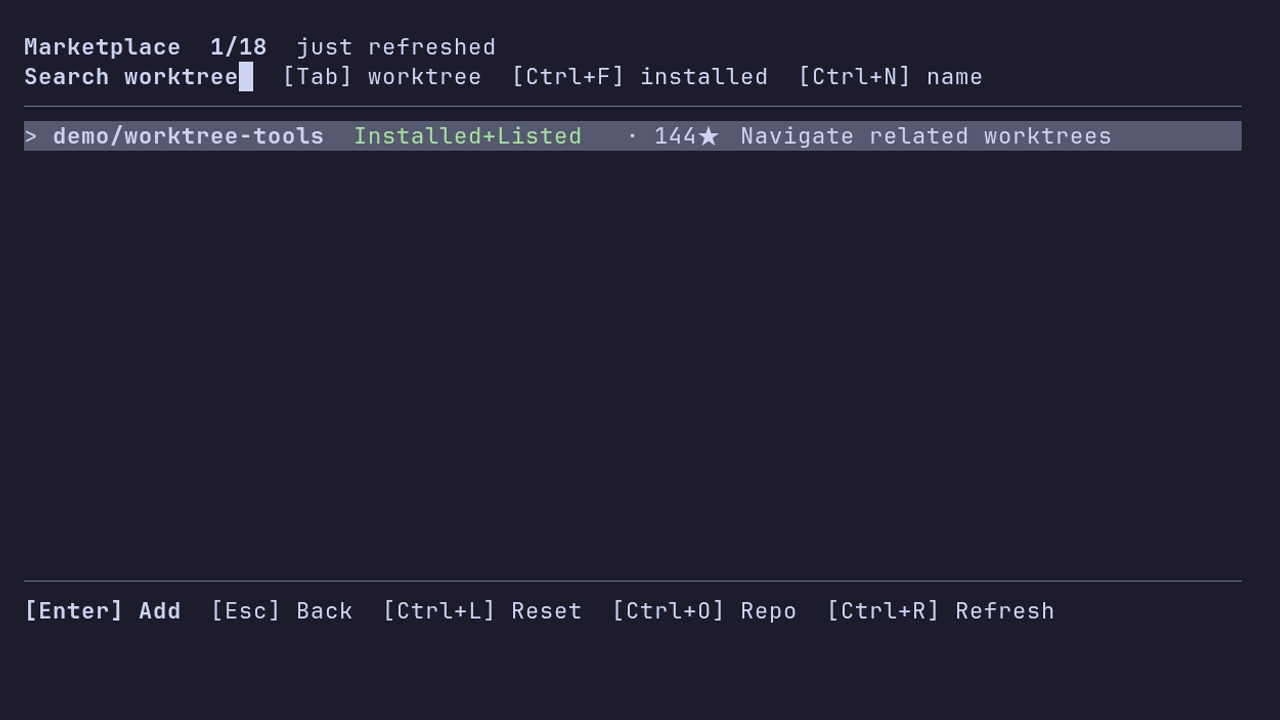 Marketplace  1/18  just refreshed
Search worktree  [Tab] worktree  [Ctrl+F] installed  [Ctrl+N] name
> demo/worktree-tools  Installed+Listed   · 144★ Navigate related worktrees
[Enter] Add  [Esc] Back  [Ctrl+L] Reset  [Ctrl+O] Repo  [Ctrl+R] Refresh